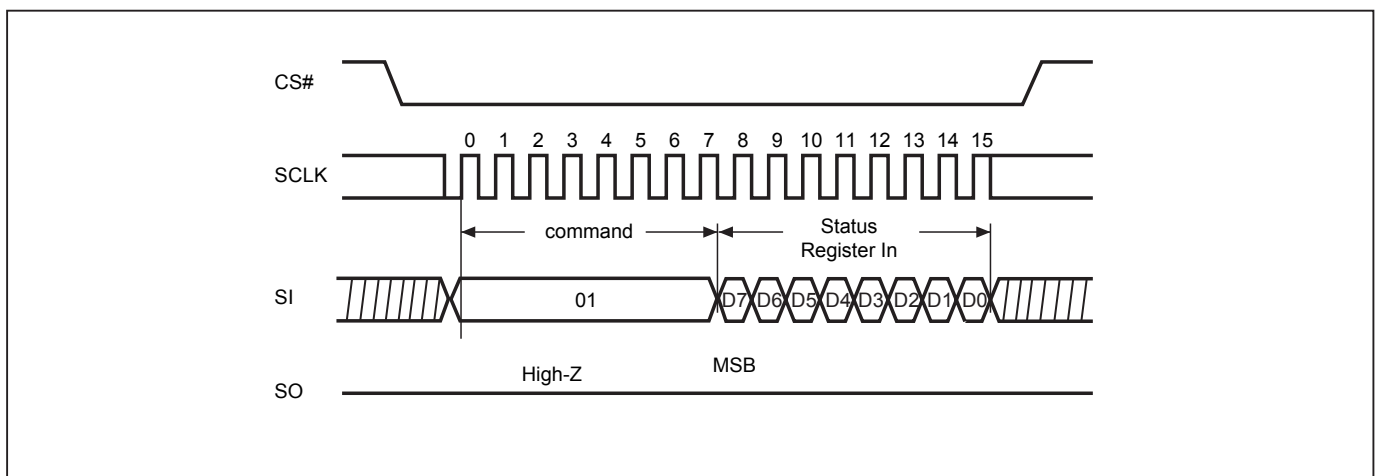 CS#
0 1 2 3 4 5 6 7 8 9 10 11 12 13 14 15
SCLK
command
Status
Register In
SI
01
D7 D6 D5 D4 D3 D2 D1 D0
MSB
High-Z
SO